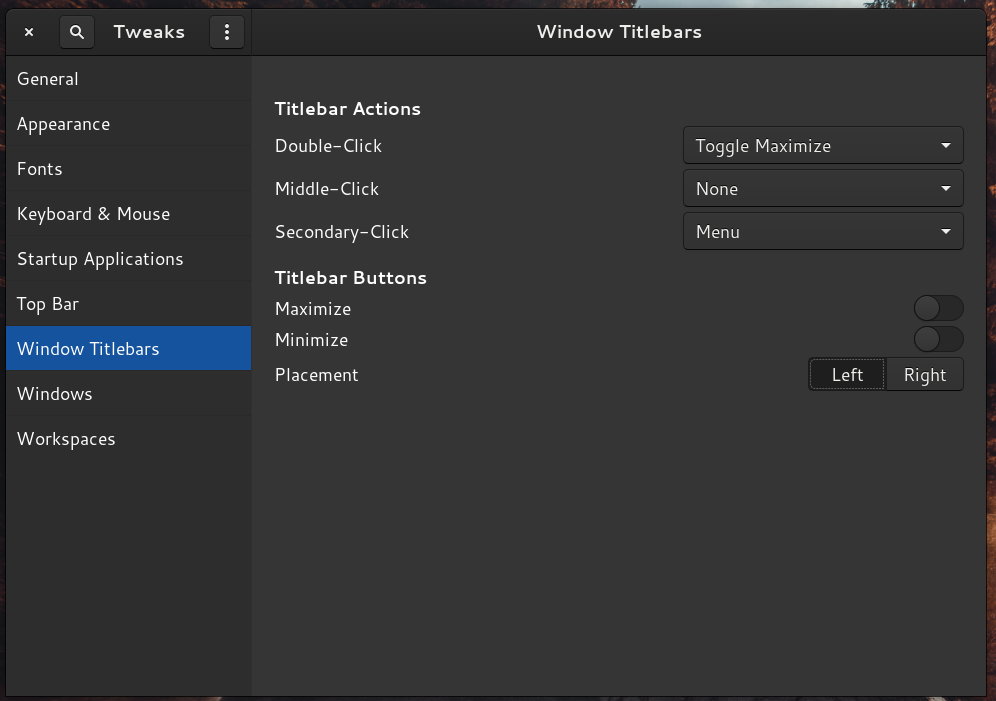 Tweaks
Window Titlebars
General
Appearance
Fonts
Keyboard & Mouse
Startup Applications
Top Bar
Window Titlebars
Windows
Workspaces
Titlebar Actions
Double-Click Toggle Maximize
Middle-Click None
Secondary-Click Menu
Titlebar Buttons
Maximize
Minimize
Placement Left Right